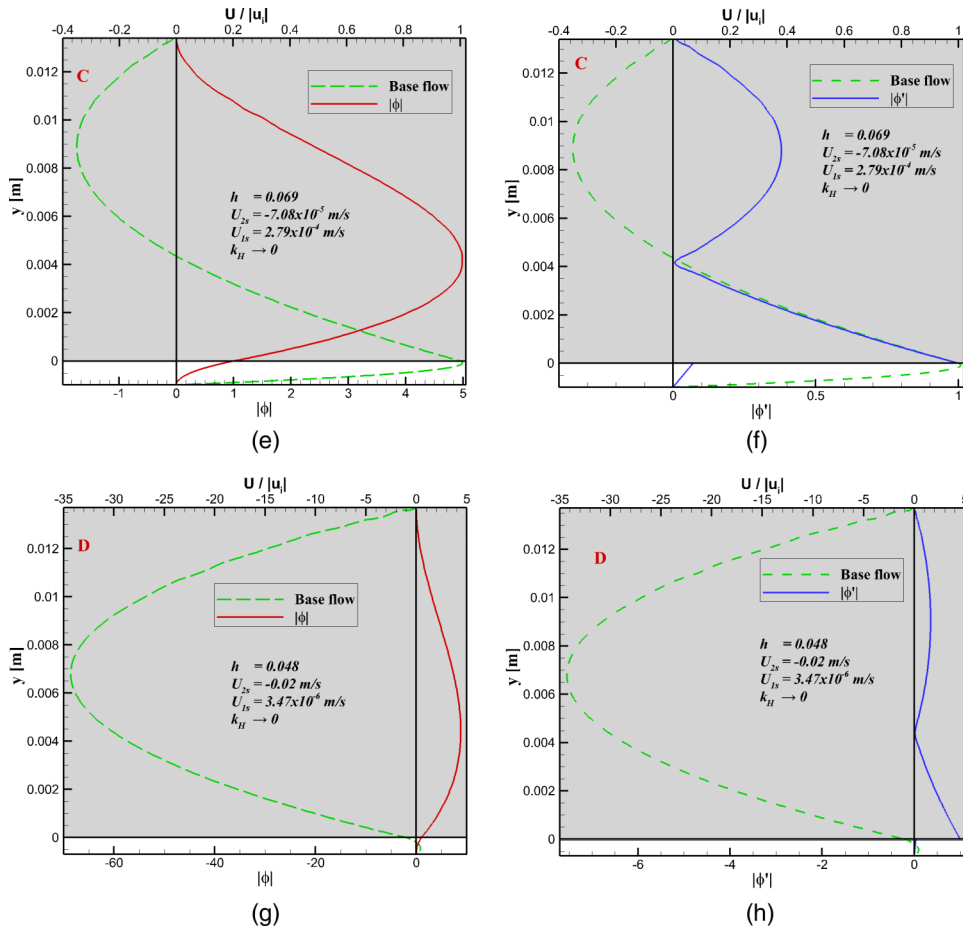 U / |u_i|
-0.4 -0.2 0 0.2 0.4 0.6 0.8 1
C
Base flow
|ϕ|
h = 0.069
U_2s = -7.08x10^-5 m/s
U_1s = 2.79x10^-4 m/s
k_H → 0
y [m]
0.012
0.01
0.008
0.006
0.004
0.002
0
-1 0 1 2 3 4 5
|ϕ|
(e)
U / |u_i|
-0.4 -0.2 0 0.2 0.4 0.6 0.8 1
C
Base flow
|ϕ'|
h = 0.069
U_2s = -7.08x10^-5 m/s
U_1s = 2.79x10^-4 m/s
k_H → 0
y [m]
0.012
0.01
0.008
0.006
0.004
0.002
0
0 0.5 1
|ϕ'|
(f)
U / |u_i|
-35 -30 -25 -20 -15 -10 -5 0 5
D
Base flow
|ϕ|
h = 0.048
U_2s = -0.02 m/s
U_1s = 3.47x10^-6 m/s
k_H → 0
y [m]
0.012
0.01
0.008
0.006
0.004
0.002
0
-60 -40 -20 0
|ϕ|
(g)
U / |u_i|
-35 -30 -25 -20 -15 -10 -5 0 5
D
Base flow
|ϕ'|
h = 0.048
U_2s = -0.02 m/s
U_1s = 3.47x10^-6 m/s
k_H → 0
y [m]
0.012
0.01
0.008
0.006
0.004
0.002
0
-6 -4 -2 0
|ϕ'|
(h)